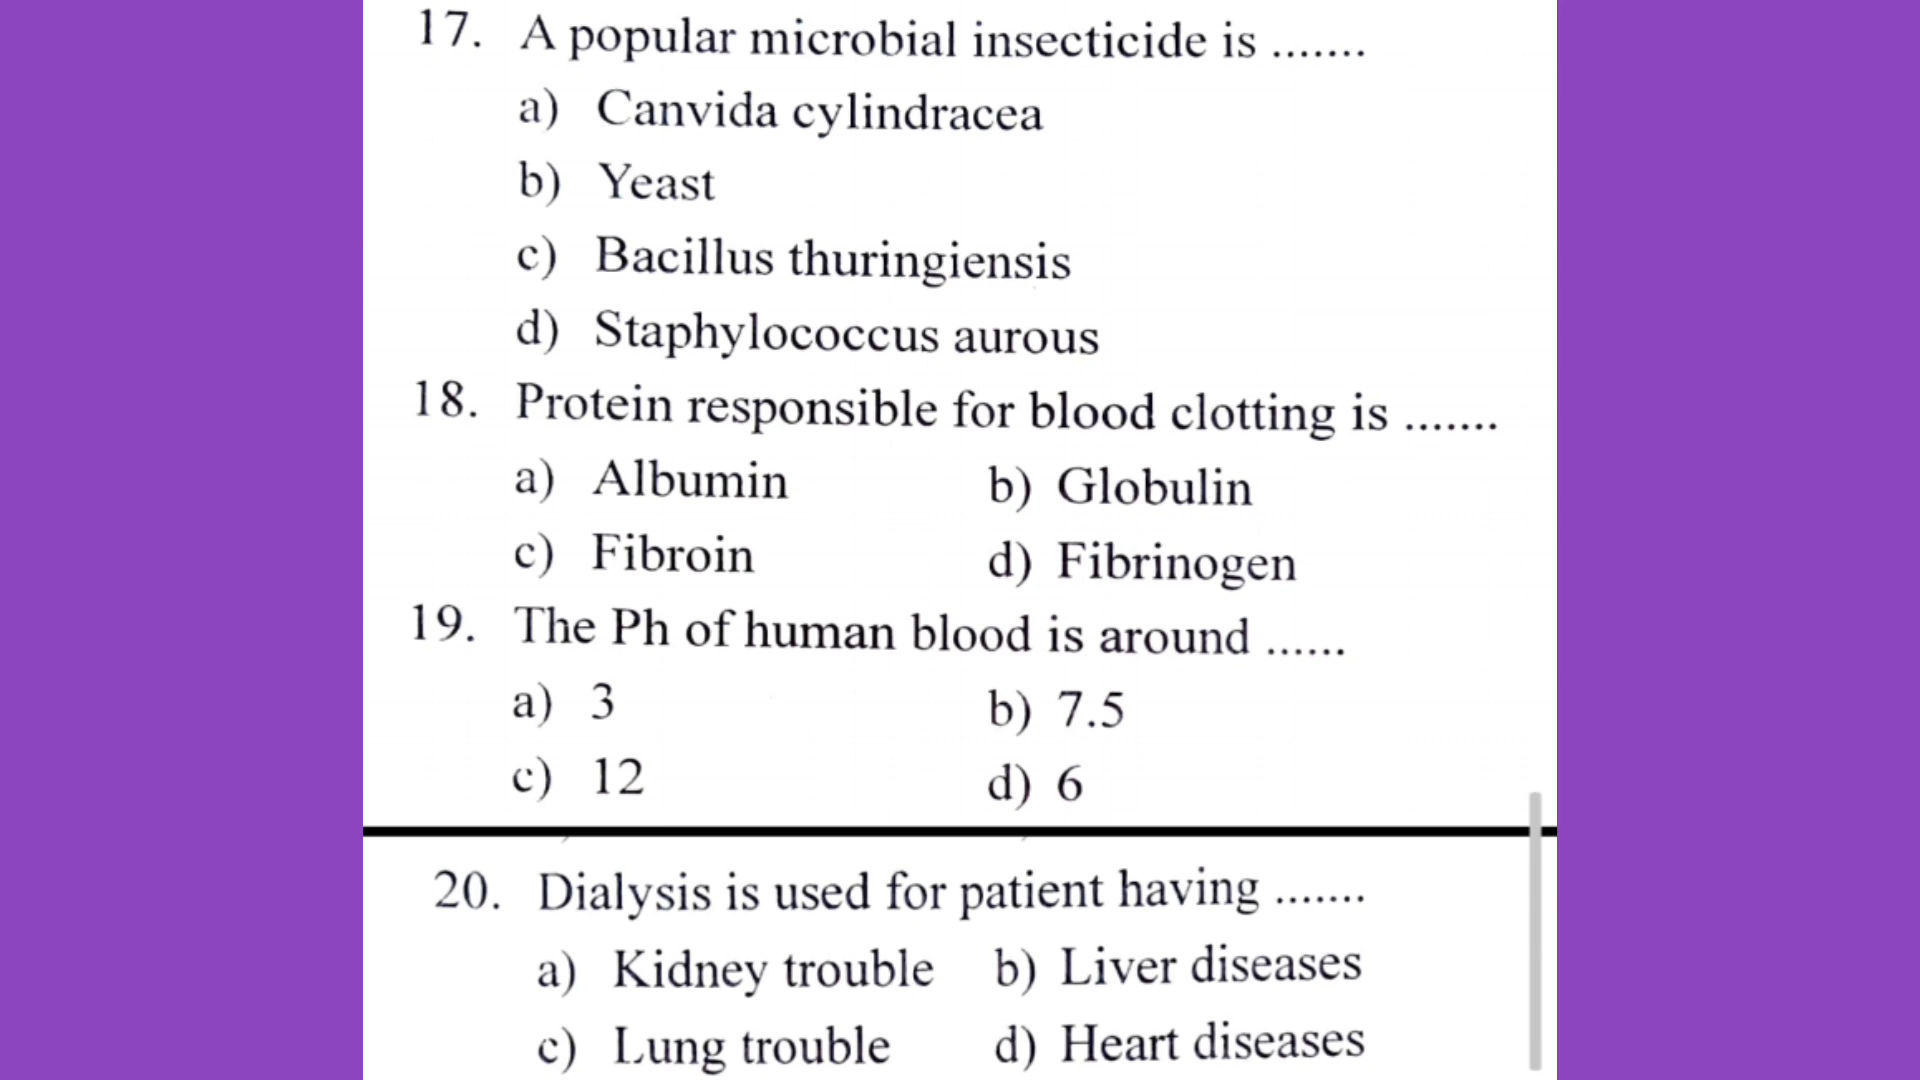 17. A popular microbial insecticide is .......
a) Canvida cylindracea
b) Yeast
c) Bacillus thuringiensis
d) Staphylococcus aurous
18. Protein responsible for blood clotting is .......
a) Albumin b) Globulin
c) Fibroin d) Fibrinogen
19. The Ph of human blood is around ......
a) 3 b) 7.5
c) 12 d) 6
20. Dialysis is used for patient having .......
a) Kidney trouble b) Liver diseases
c) Lung trouble d) Heart diseases